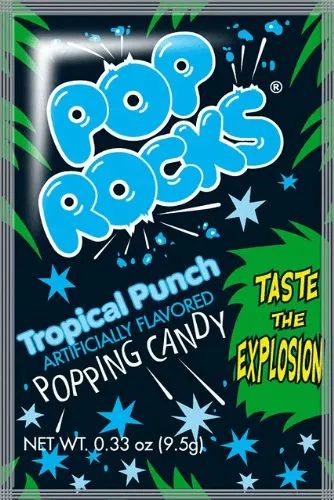 POP
ROCKS®
Tropical Punch
ARTIFICIALLY FLAVORED
POPPING CANDY
TASTE
THE
EXPLOSION
NET WT. 0.33 oz (9.5g)